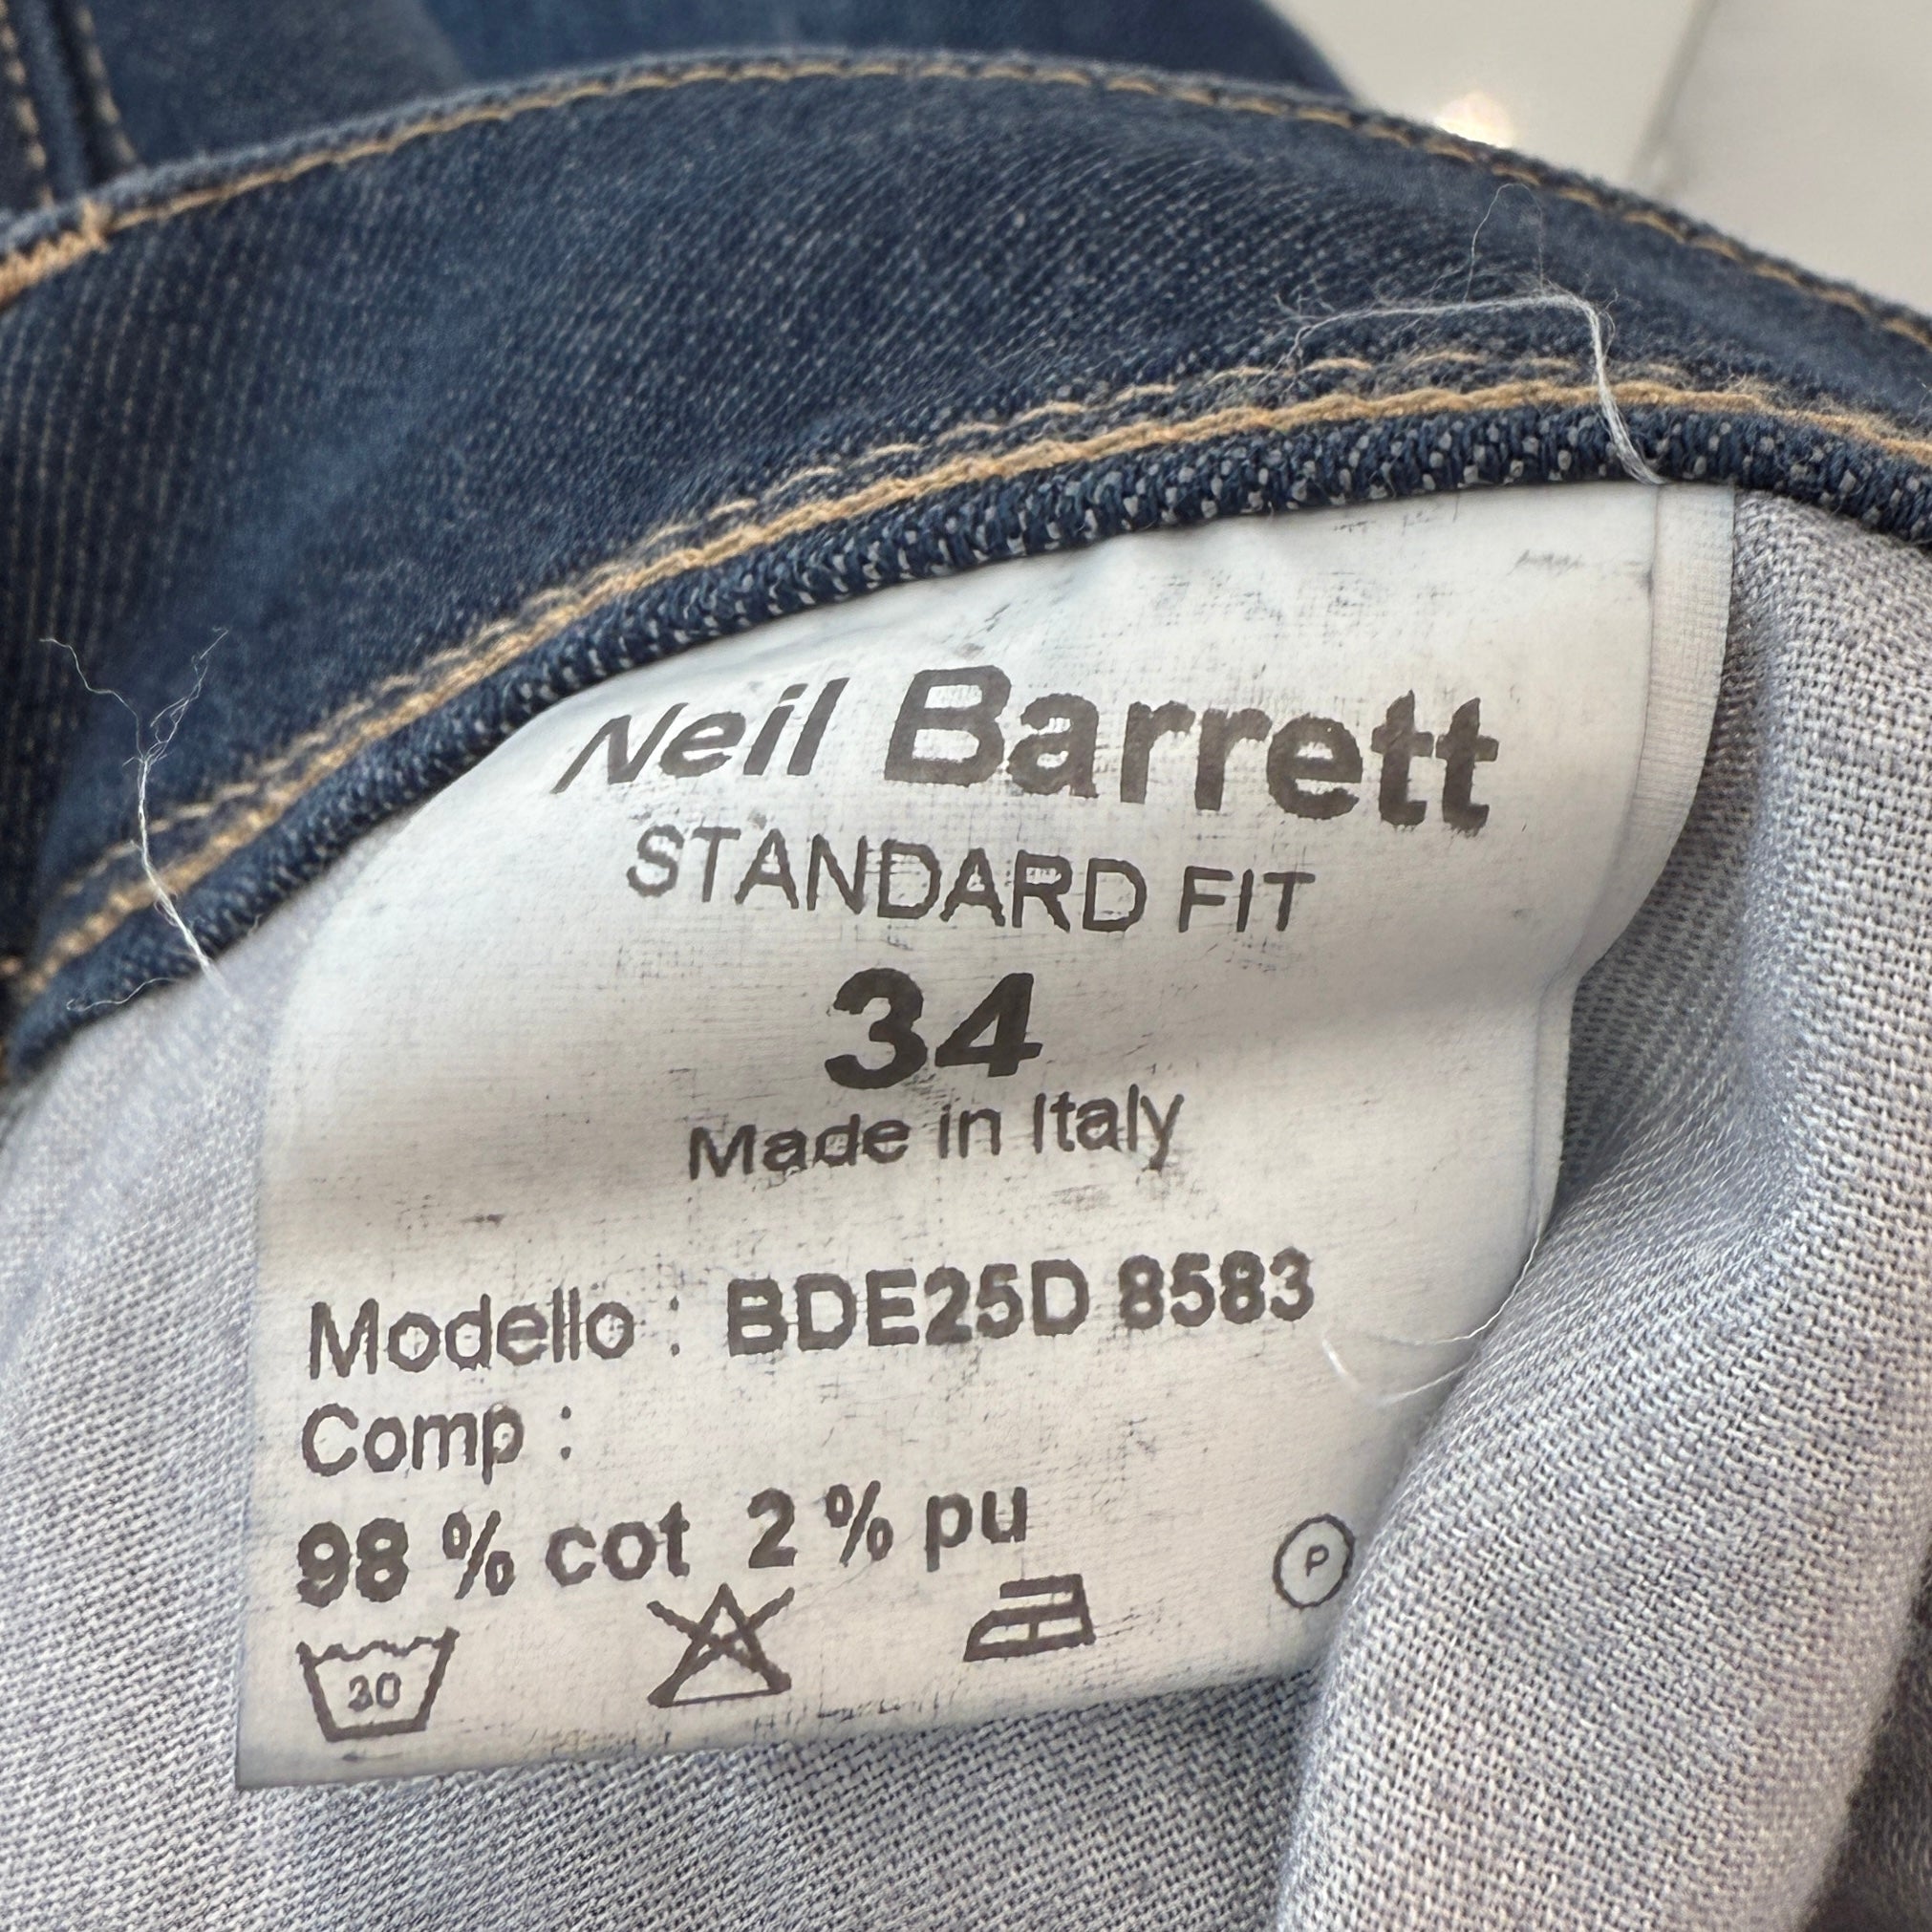 Neil Barrett
STANDARD FIT
34
Made in Italy
Modello : BDE25D 8583
Comp :
98 % cot 2 % pu
P
30